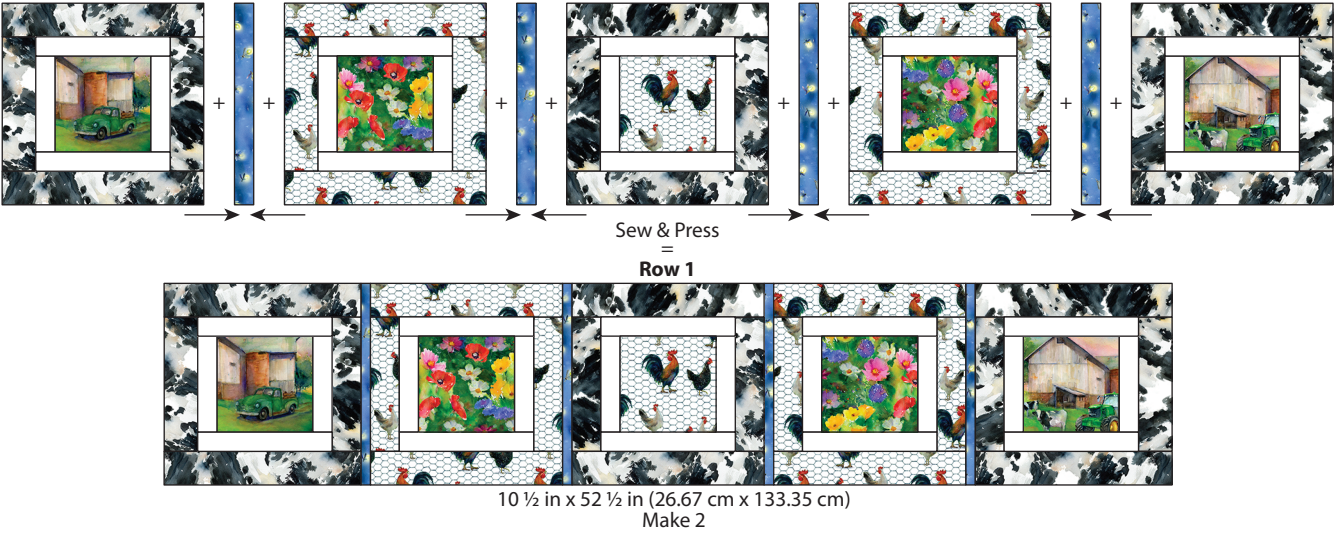 + + + + + + + +
Sew & Press
=
Row 1
10 ½ in x 52 ½ in (26.67 cm x 133.35 cm)
Make 2